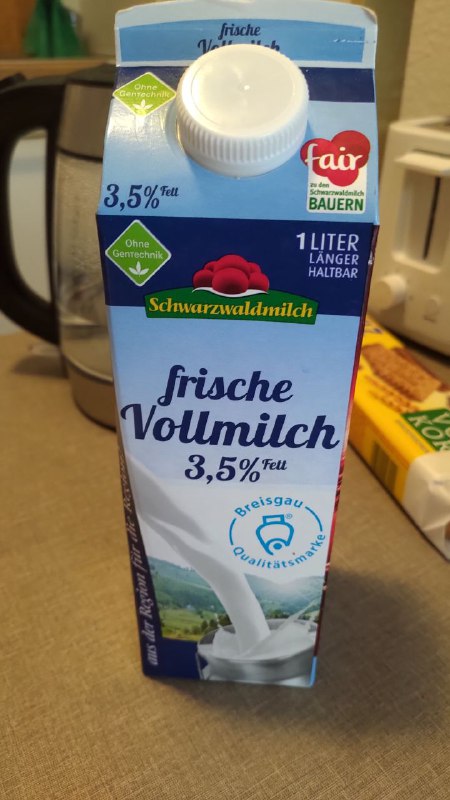 frische
Vollmilch
Ohne
GenTechnik
3,5% Fett
fair
zu den
Schwarzwaldmilch
BAUERN
Ohne
GenTechnik
1 LITER
LÄNGER
HALTBAR
Schwarzwaldmilch
frische
Vollmilch
3,5% Fett
Breisgau
®
Qualitätsmarke
aus der Region für die Region